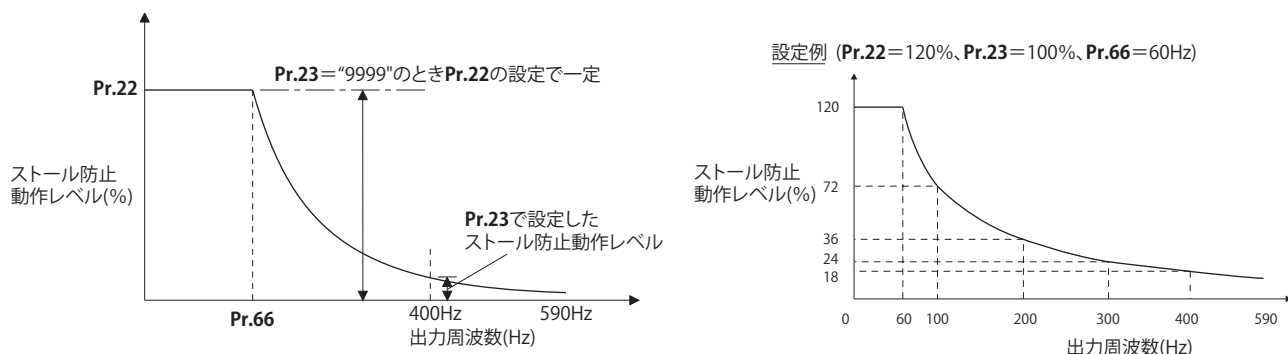 Pr.23＝“9999"のときPr.22の設定で一定
Pr.22
ストール防止
動作レベル(%)
Pr.23で設定した
ストール防止動作レベル
Pr.66
400Hz
590Hz
出力周波数(Hz)
設定例 (Pr.22＝120%、Pr.23＝100%、Pr.66＝60Hz)
120
ストール防止
動作レベル(%)
72
36
24
18
0 60 100 200 300 400 590
出力周波数(Hz)